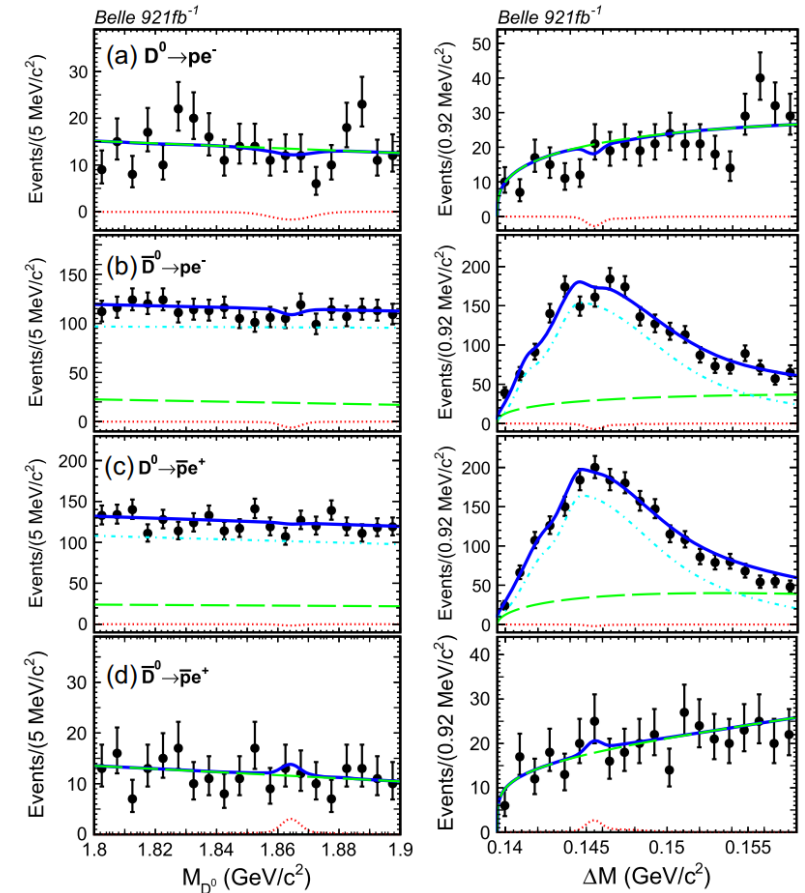 Belle 921fb⁻¹
Belle 921fb⁻¹
(a) D⁰→pe⁻
Events/(5 MeV/c²)
30
20
10
0
Events/(0.92 MeV/c²)
50
40
30
20
10
0
(b) D̅⁰→pe⁻
Events/(5 MeV/c²)
150
100
50
0
Events/(0.92 MeV/c²)
200
150
100
50
0
(c) D⁰→p̅e⁺
Events/(5 MeV/c²)
200
150
100
50
0
Events/(0.92 MeV/c²)
200
150
100
50
0
(d) D̅⁰→p̅e⁺
Events/(5 MeV/c²)
30
20
10
0
Events/(0.92 MeV/c²)
40
30
20
10
0
1.8 1.82 1.84 1.86 1.88 1.9
M_D⁰ (GeV/c²)
0.14 0.145 0.15 0.155
ΔM (GeV/c²)